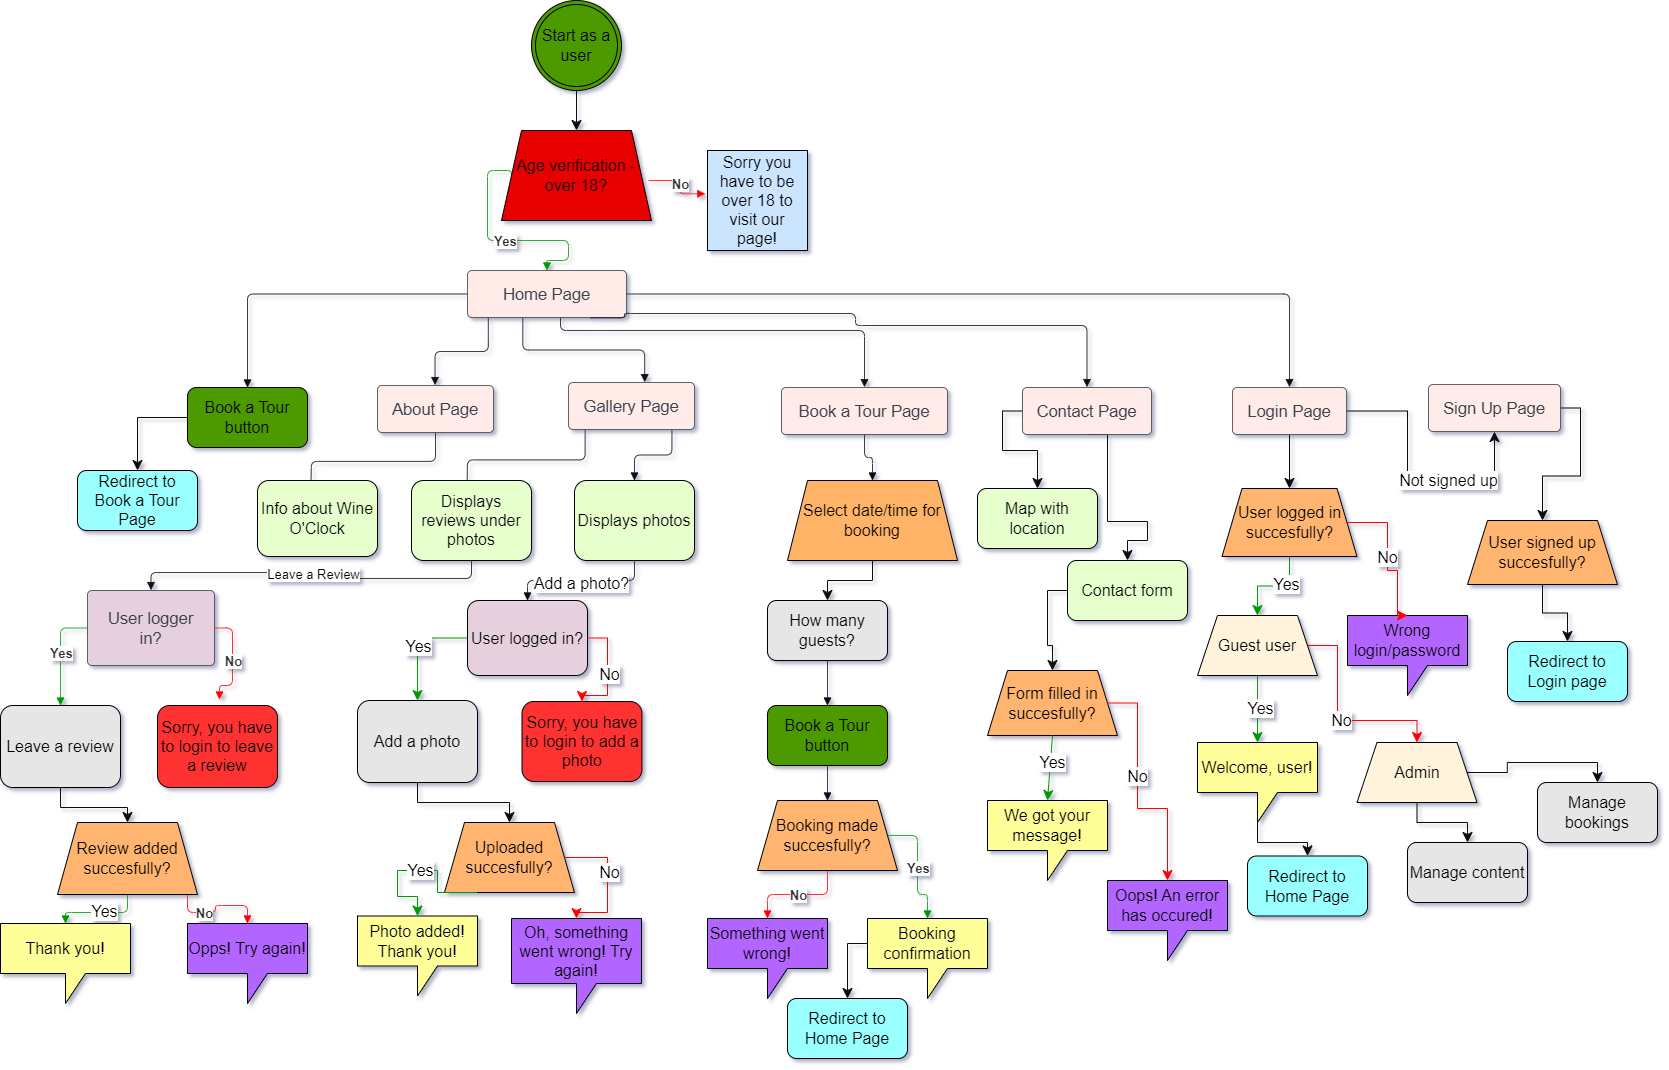 Start as a
user
Age verification -
over 18?
No
Sorry you
have to be
over 18 to
visit our
page!
Yes
Home Page
Book a Tour
button
About Page
Gallery Page
Book a Tour Page
Contact Page
Login Page
Sign Up Page
Redirect to
Book a Tour
Page
Info about Wine
O'Clock
Displays
reviews under
photos
Displays photos
Select date/time for
booking
Map with
location
Not signed up
User logged in
succesfully?
User signed up
succesfully?
Leave a Review
Add a photo?
Contact form
No
Yes
User logger
in?
User logged in?
How many
guests?
Guest user
Wrong
login/password
Redirect to
Login page
Yes
No
Yes
No
Form filled in
succesfully?
Yes
No
Leave a review
Sorry, you have
to login to leave
a review
Add a photo
Sorry, you have
to login to add a
photo
Book a Tour
button
Yes
No
Welcome, user!
Admin
Manage
bookings
We got your
message!
Booking made
succesfully?
Review added
succesfully?
Uploaded
succesfully?
Redirect to
Home Page
Manage content
Yes
No
Yes
No
No
Yes
Oops! An error
has occured!
Thank you!
Opps! Try again!
Photo added!
Thank you!
Oh, something
went wrong! Try
again!
Something went
wrong!
Booking
confirmation
Redirect to
Home Page